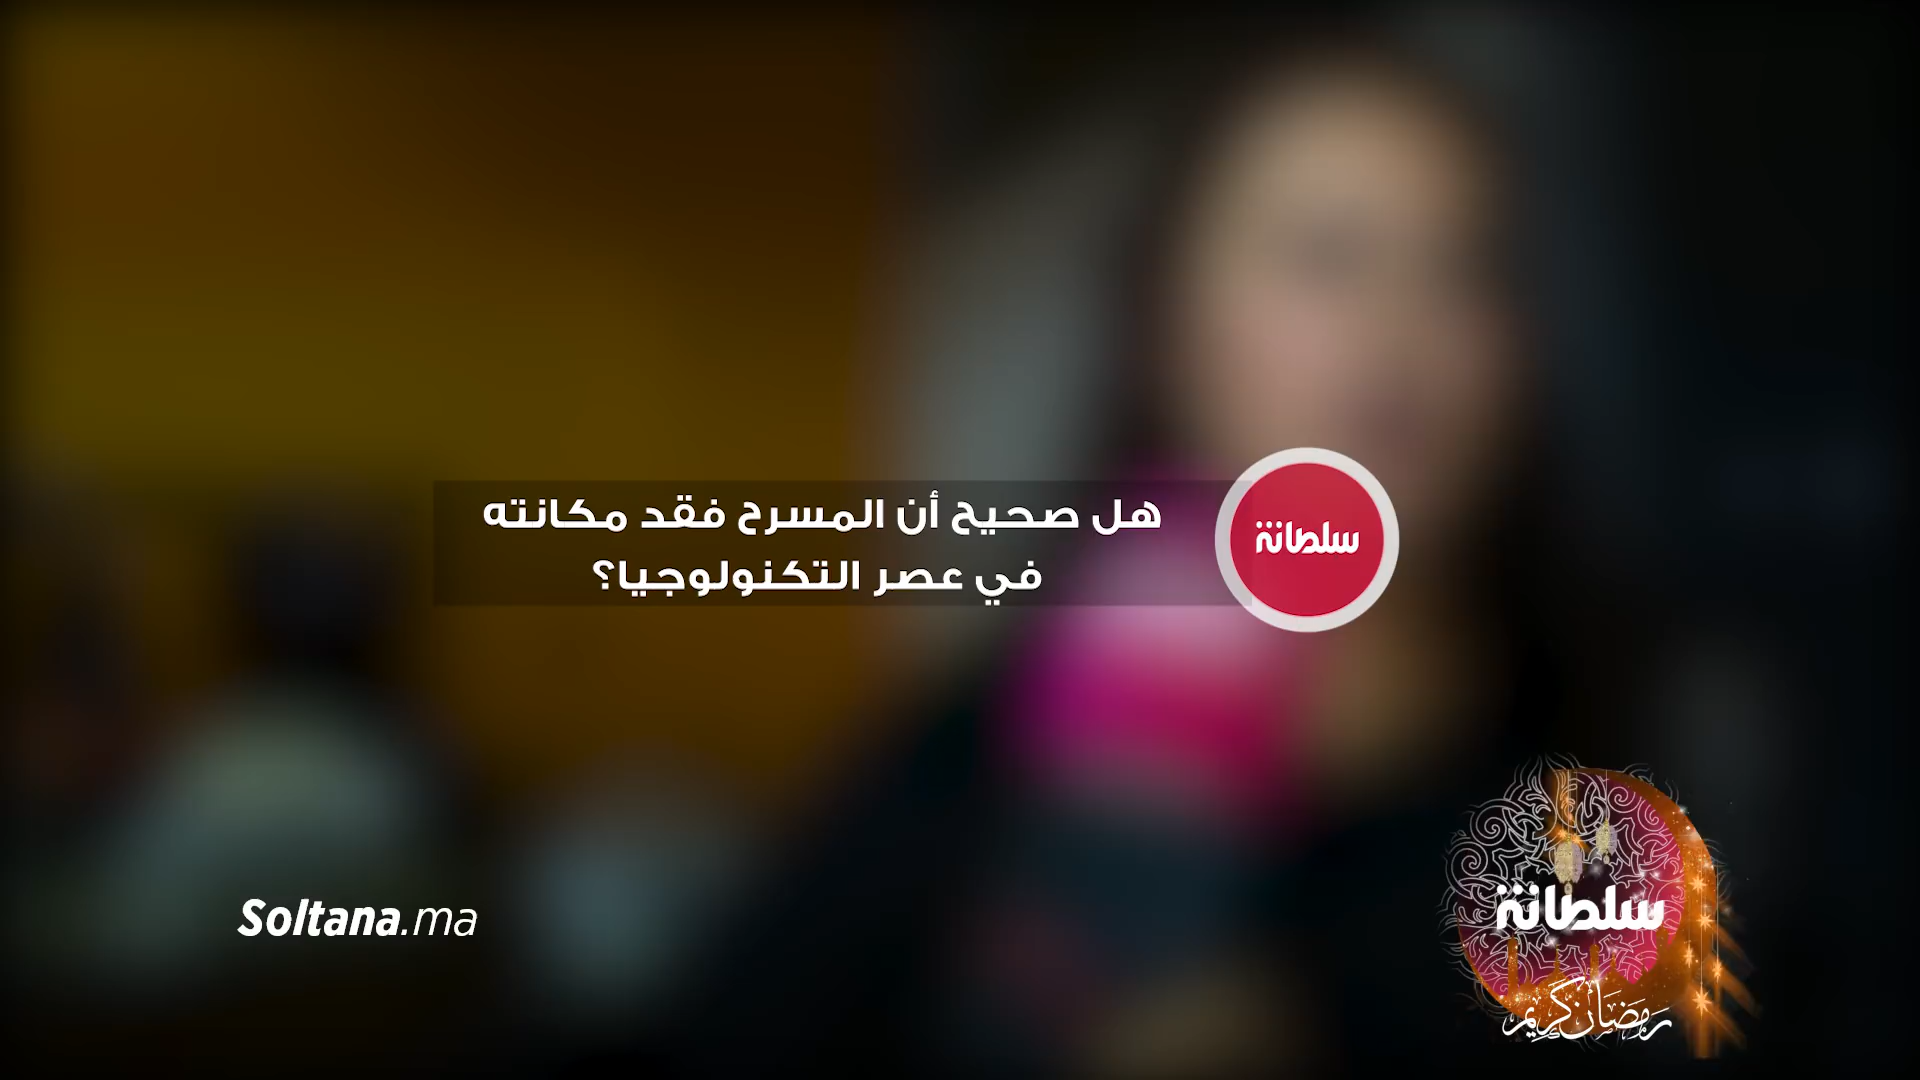 هل صحيح أن المسرح فقد مكانته
في عصر التكنولوجيا؟
سلطانة
Soltana.ma
سلطانة
رمضان كريم